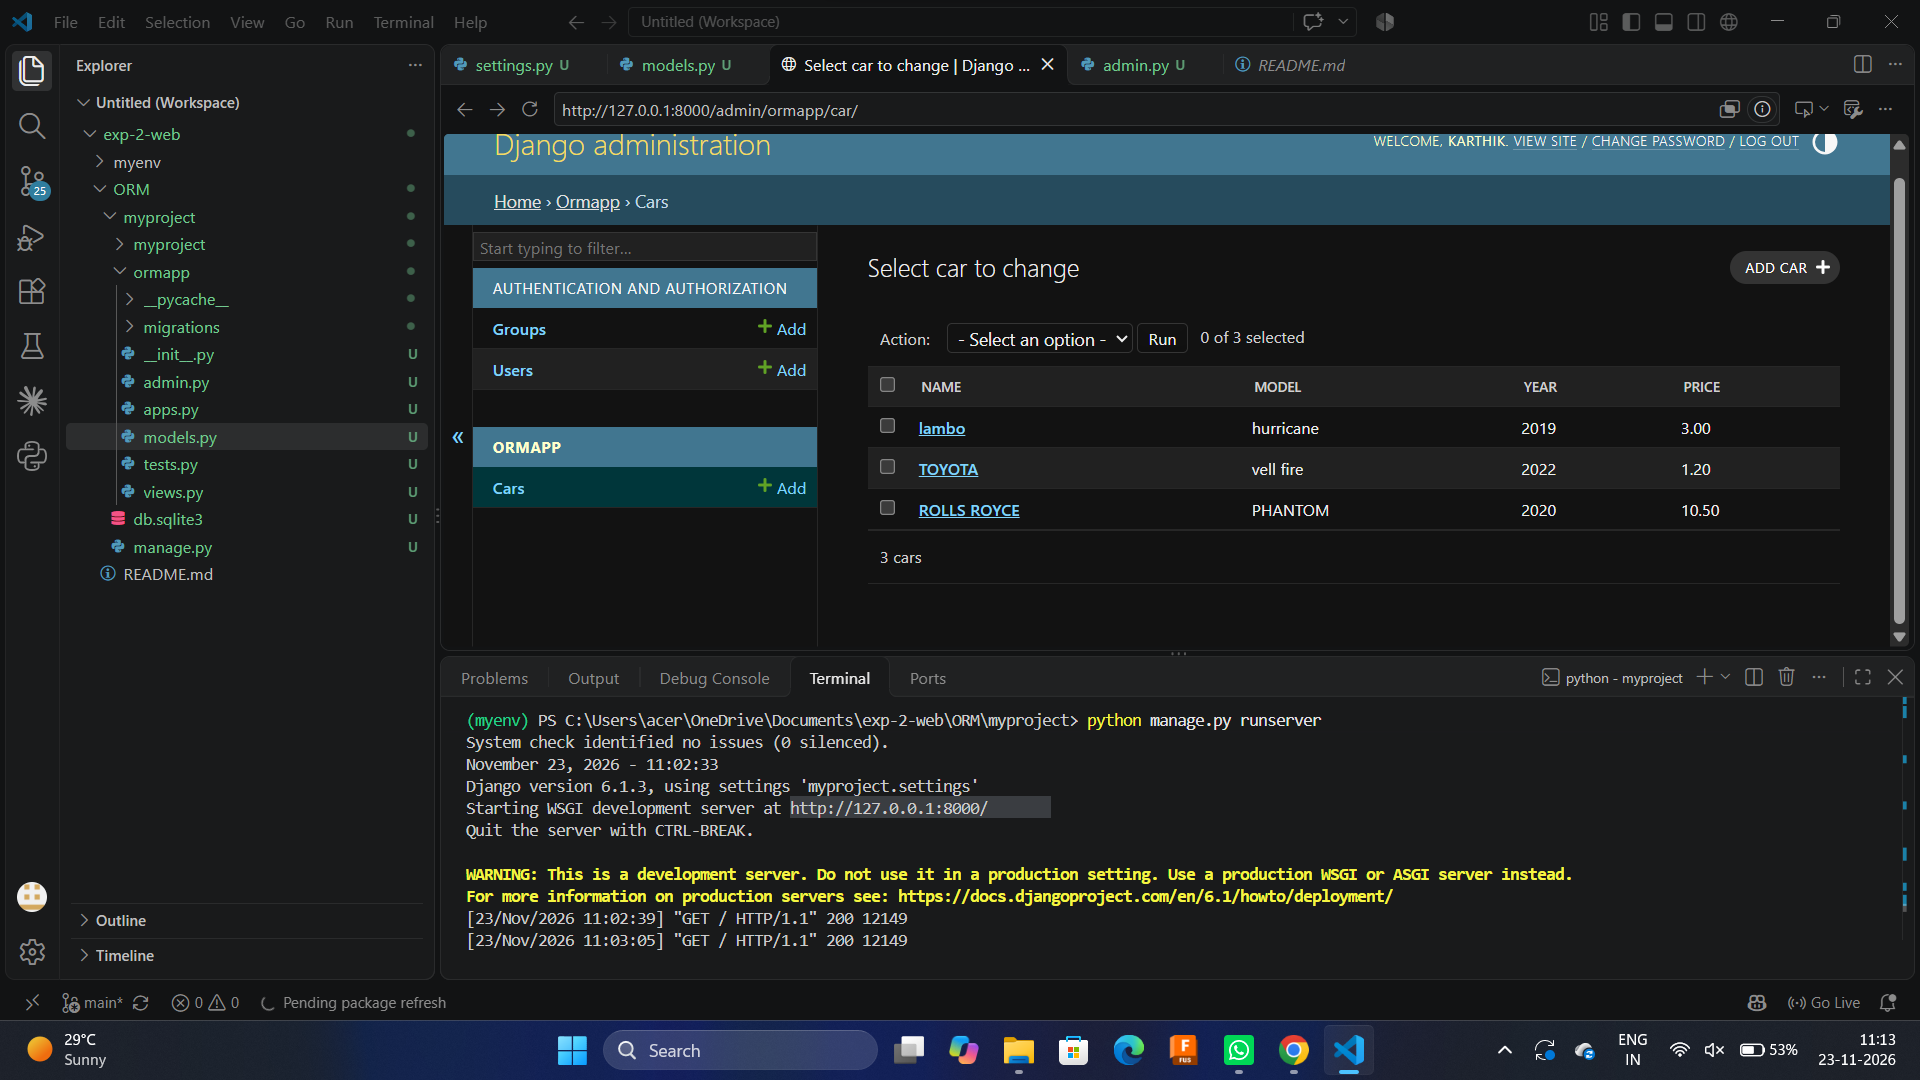 File Edit Selection View Go Run Terminal Help
Untitled (Workspace)
Explorer
Untitled (Workspace)
exp-2-web
myenv
ORM
myproject
myproject
ormapp
__pycache__
migrations
__init__.py U
admin.py U
apps.py U
models.py U
tests.py U
views.py U
db.sqlite3 U
manage.py U
README.md
Outline
Timeline
25
settings.py U
models.py U
Select car to change | Django ...
admin.py U
README.md
http://127.0.0.1:8000/admin/ormapp/car/
Django administration
WELCOME, KARTHIK. VIEW SITE / CHANGE PASSWORD / LOG OUT
Home › Ormapp › Cars
Start typing to filter...
AUTHENTICATION AND AUTHORIZATION
Groups + Add
Users + Add
ORMAPP
Cars + Add
«
Select car to change
ADD CAR +
Action: - Select an option - Run 0 of 3 selected
NAME MODEL YEAR PRICE
lambo hurricane 2019 3.00
TOYOTA vell fire 2022 1.20
ROLLS ROYCE PHANTOM 2020 10.50
3 cars
Problems Output Debug Console Terminal Ports
python - myproject
(myenv) PS C:\Users\acer\OneDrive\Documents\exp-2-web\ORM\myproject> python manage.py runserver
System check identified no issues (0 silenced).
November 23, 2026 - 11:02:33
Django version 6.1.3, using settings 'myproject.settings'
Starting WSGI development server at http://127.0.0.1:8000/
Quit the server with CTRL-BREAK.
WARNING: This is a development server. Do not use it in a production setting. Use a production WSGI or ASGI server instead.
For more information on production servers see: https://docs.djangoproject.com/en/6.1/howto/deployment/
[23/Nov/2026 11:02:39] "GET / HTTP/1.1" 200 12149
[23/Nov/2026 11:03:05] "GET / HTTP/1.1" 200 12149
main* 0 0 Pending package refresh
Go Live
29°C
Sunny
Search
F
FUS
ENG
IN
53%
11:13
23-11-2026